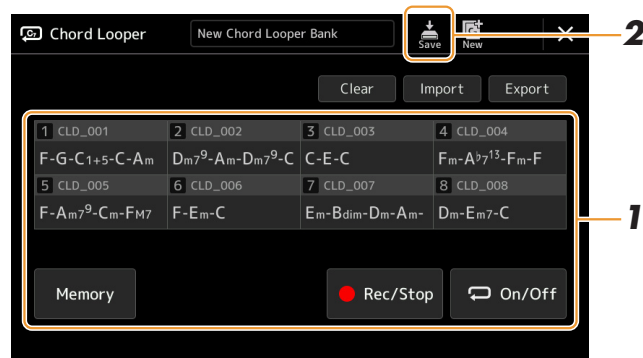 Chord Looper New Chord Looper Bank Save New
2
Clear Import Export
1 CLD_001 2 CLD_002 3 CLD_003 4 CLD_004
F-G-C1+5-C-Am Dm7⁹-Am-Dm7⁹-C C-E-C Fm-A♭7¹³-Fm-F
5 CLD_005 6 CLD_006 7 CLD_007 8 CLD_008
F-Am7⁹-Cm-FM7 F-Em-C Em-Bdim-Dm-Am- Dm-Em7-C
1
Memory Rec/Stop On/Off